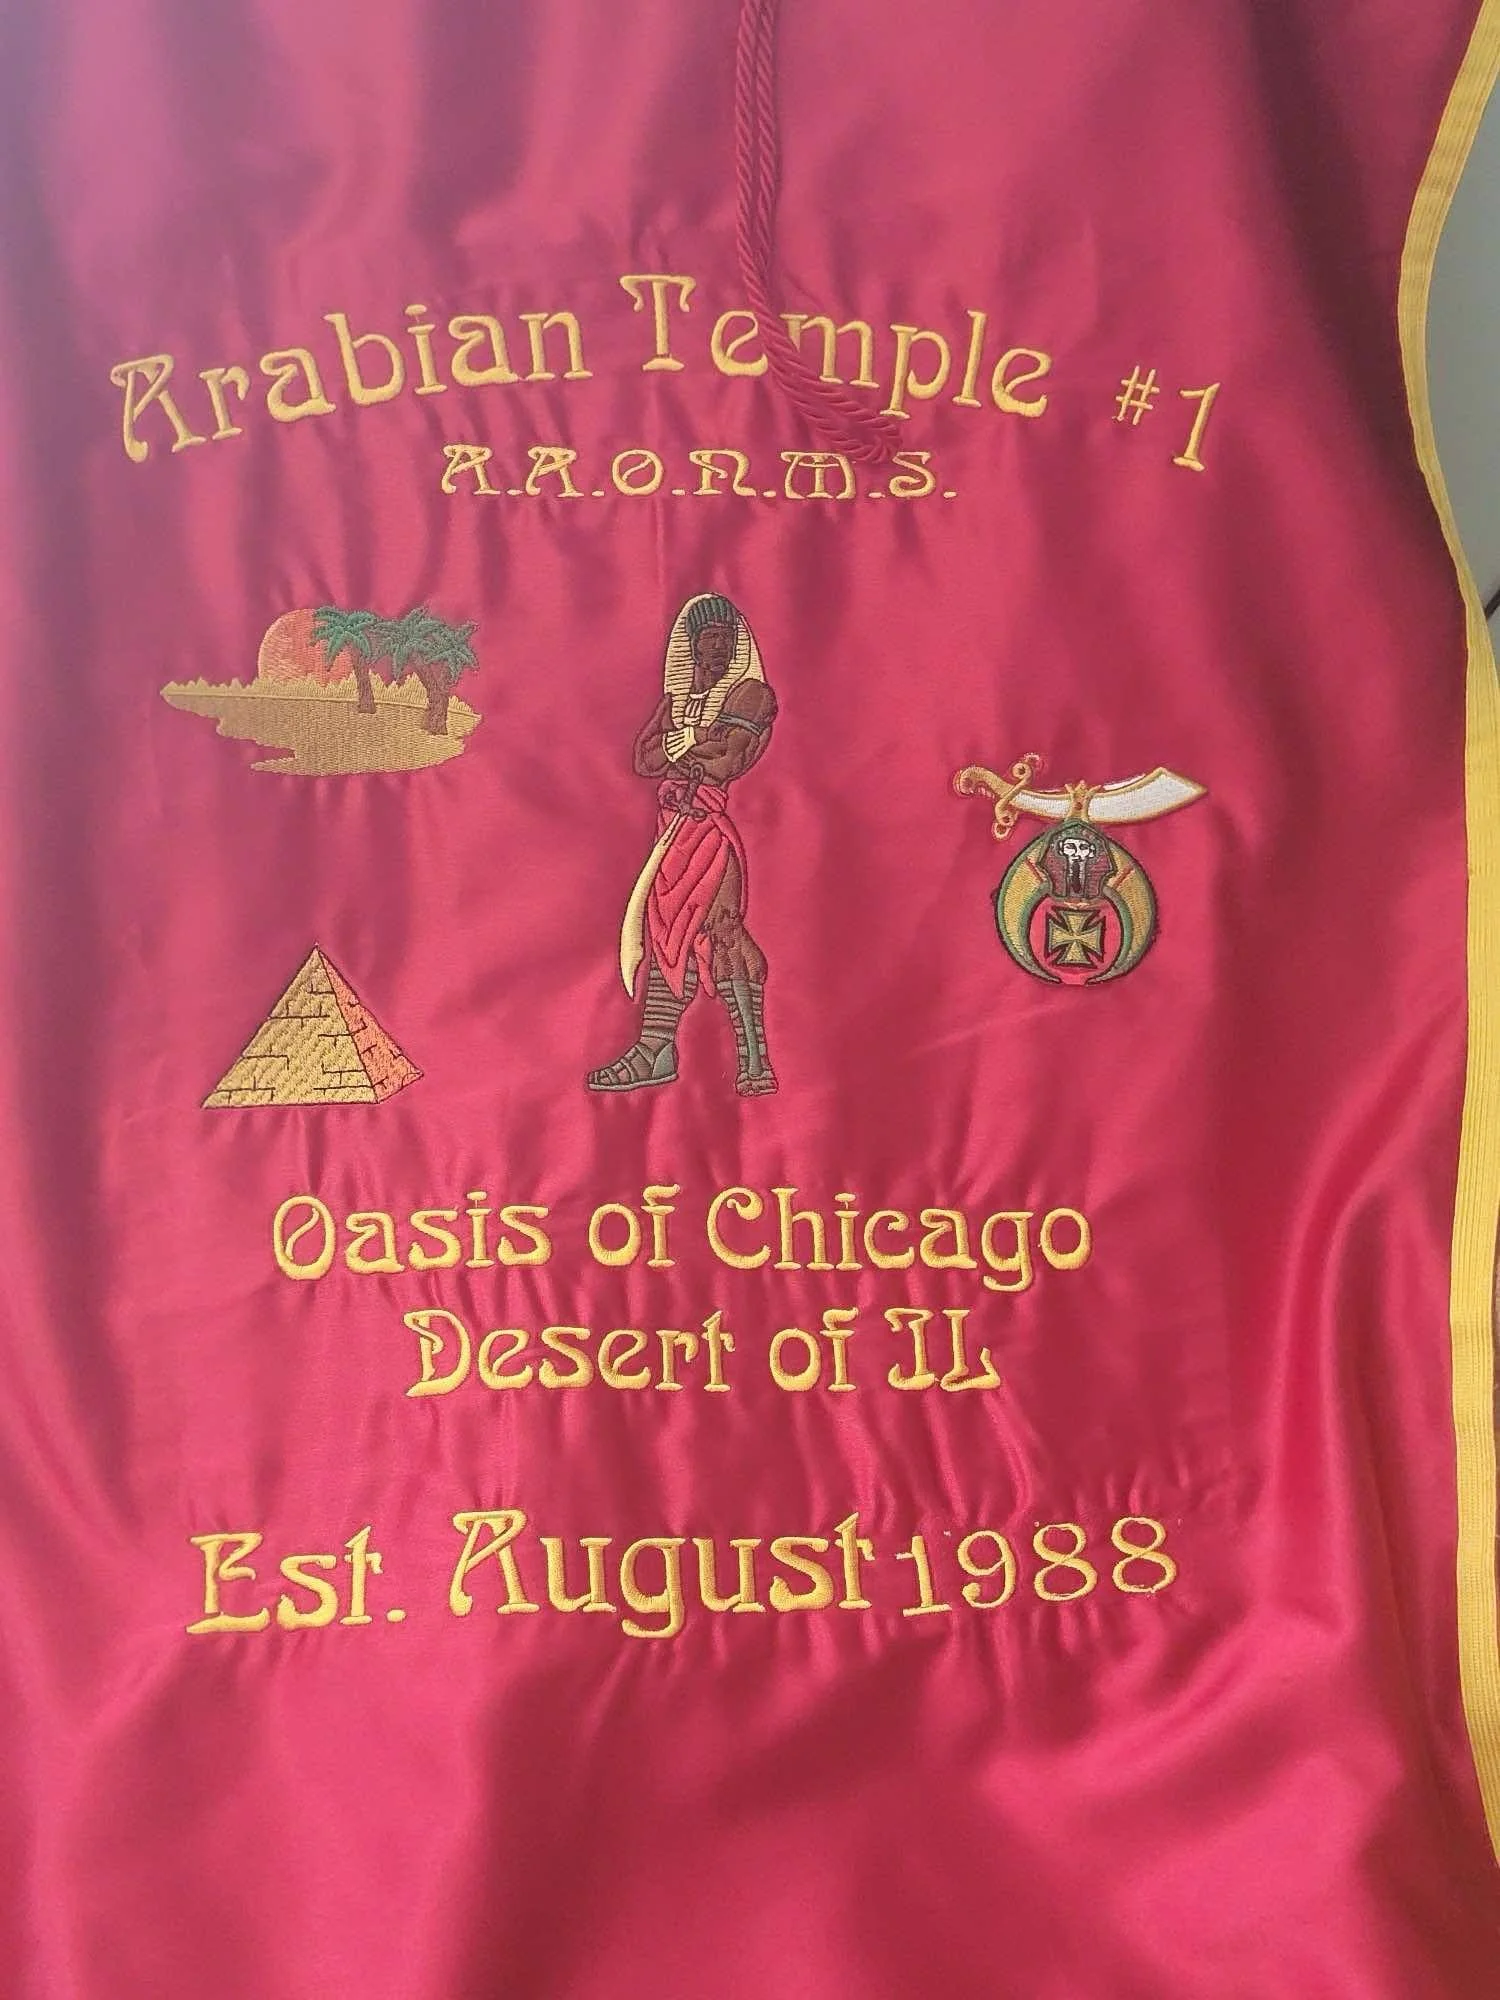 Arabian Temple #1
A.A.O.N.M.S.
Oasis of Chicago
Desert of IL
Est. August 1988